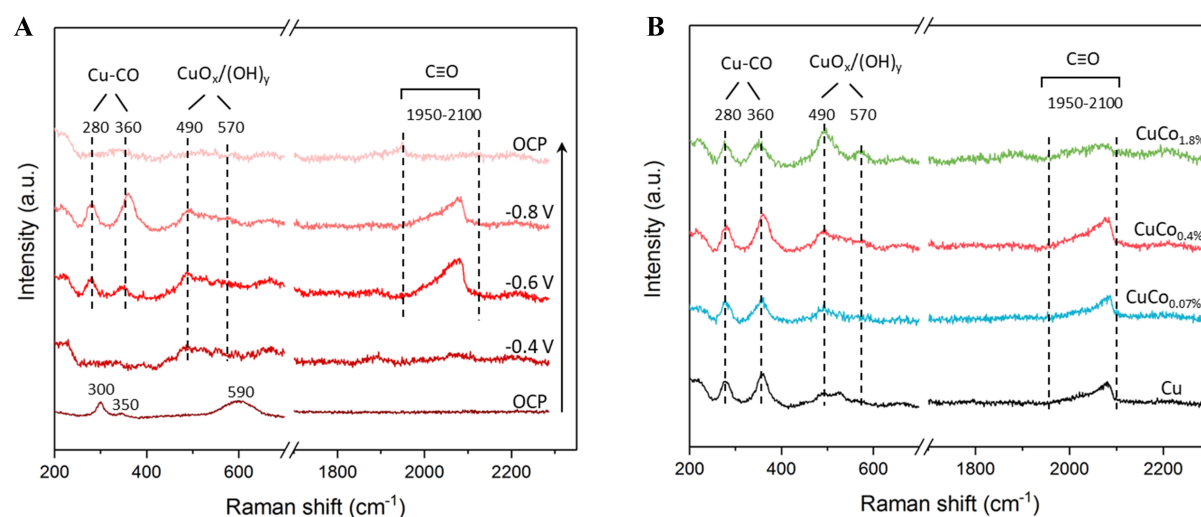 A
Cu-CO
CuOₓ/(OH)ᵧ
C≡O
280 360 490 570
1950-2100
OCP
-0.8 V
-0.6 V
-0.4 V
300
350
590
OCP
Intensity (a.u.)
200 400 600 2000 2200
Raman shift (cm⁻¹)
B
Cu-CO
CuOₓ/(OH)ᵧ
C≡O
280 360 490 570
1950-2100
CuCo₁.₈%
CuCo₀.₄%
CuCo₀.₀₇%
Cu
Intensity (a.u.)
200 400 600 1800 2000 2200
Raman shift (cm⁻¹)